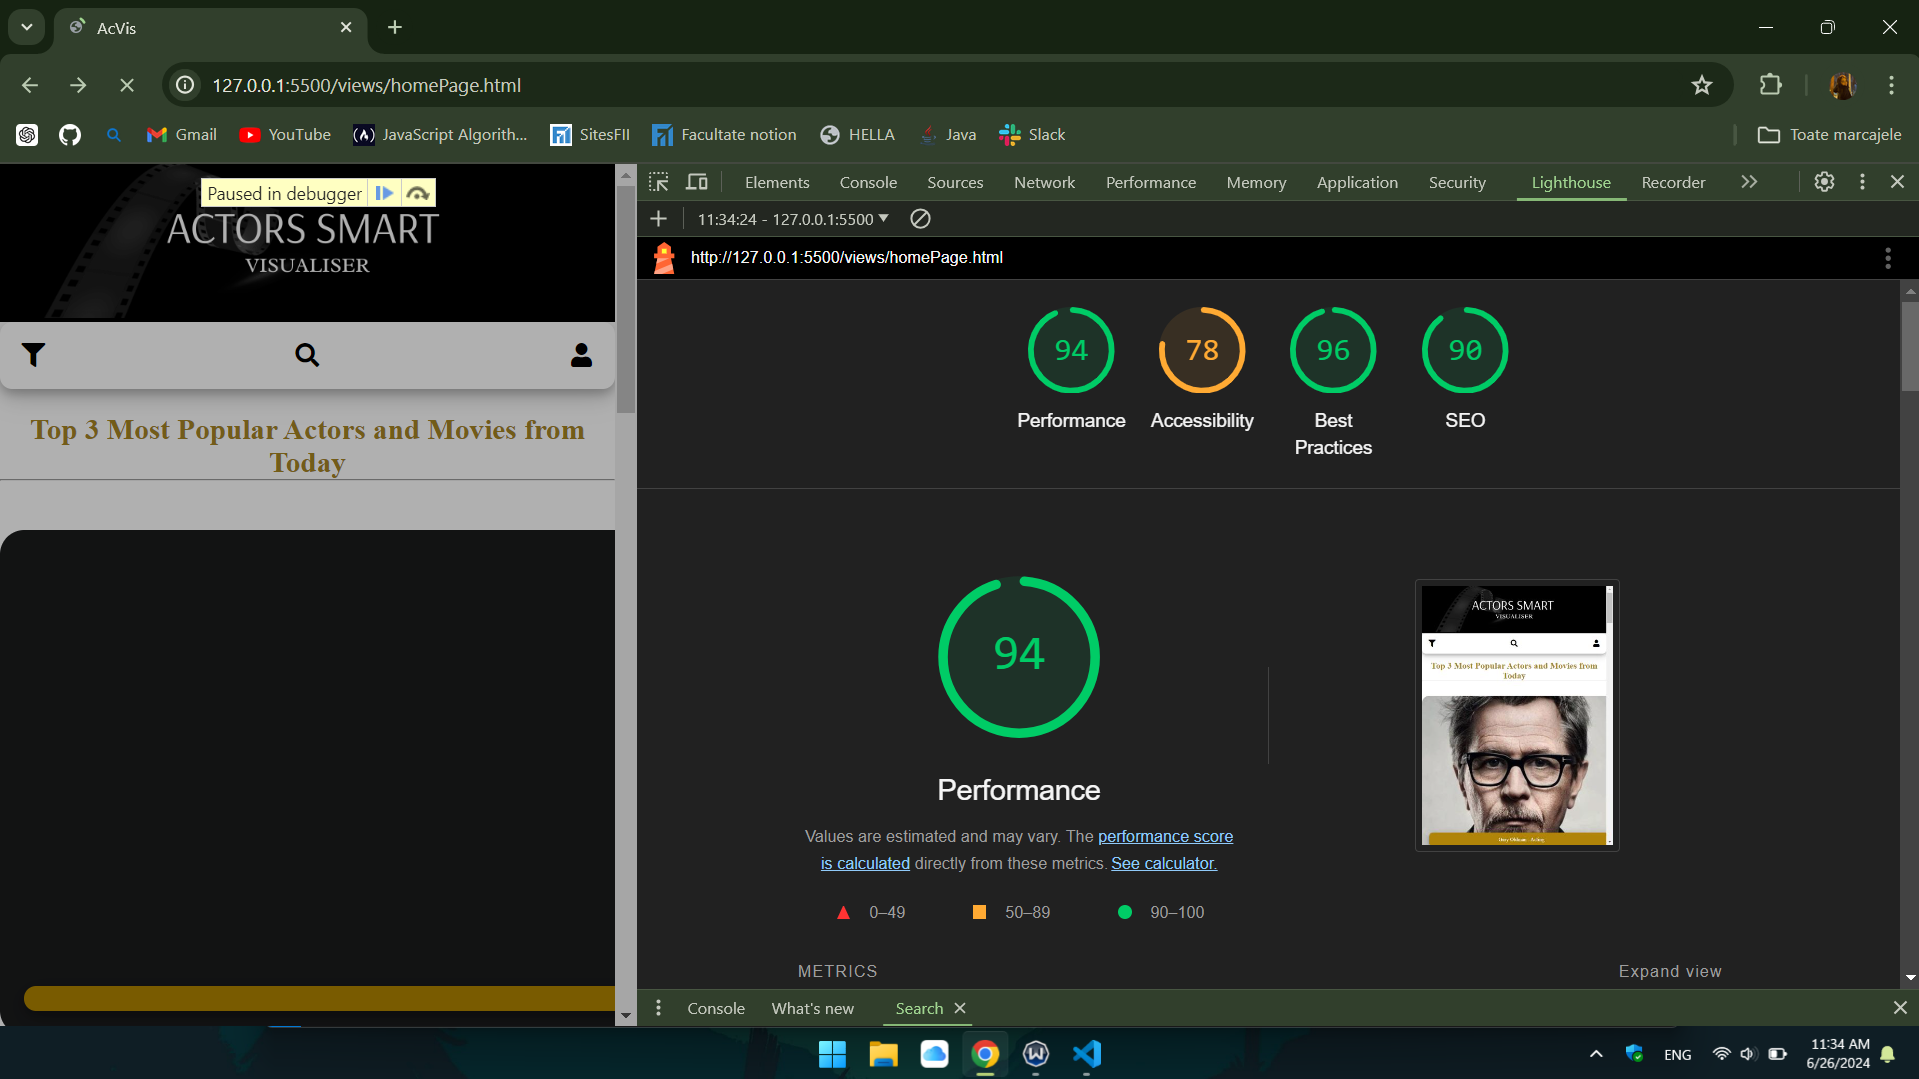 AcVis
127.0.0.1:5500/views/homePage.html
Gmail
YouTube
JavaScript Algorith...
SitesFII
Facultate notion
HELLA
Java
Slack
Toate marcajele
Paused in debugger
ACTORS SMART
VISUALISER
Top 3 Most Popular Actors and Movies from
Today
Elements
Console
Sources
Network
Performance
Memory
Application
Security
Lighthouse
Recorder
11:34:24 - 127.0.0.1:5500
http://127.0.0.1:5500/views/homePage.html
94
78
96
90
Performance
Accessibility
Best
Practices
SEO
94
Performance
Values are estimated and may vary. The performance score
is calculated directly from these metrics. See calculator.
0–49
50–89
90–100
ACTORS SMART
VISUALISER
Top 3 Most Popular Actors and Movies from
Today
Gary Oldman - Acting
METRICS
Expand view
Console
What's new
Search
ENG
11:34 AM
6/26/2024